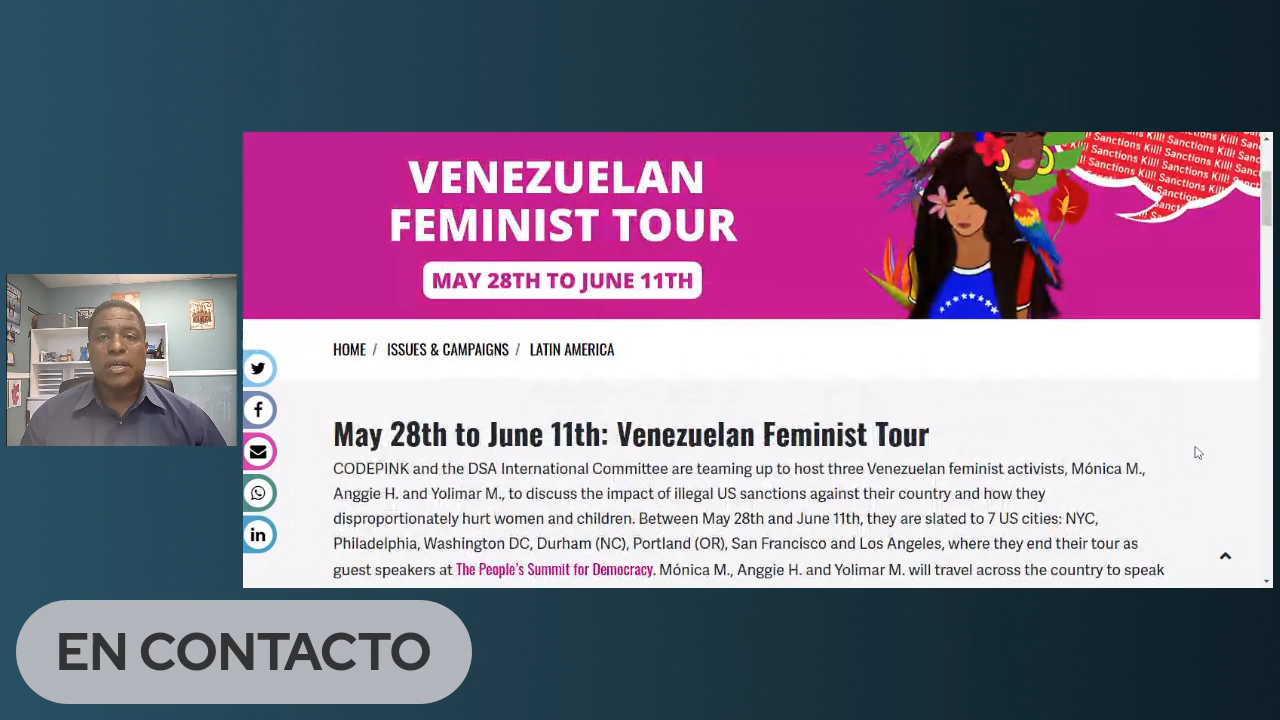 VENEZUELAN
FEMINIST TOUR
MAY 28TH TO JUNE 11TH
Sanctions Kill! Sanctions Kill!
HOME / ISSUES & CAMPAIGNS / LATIN AMERICA
May 28th to June 11th: Venezuelan Feminist Tour
CODEPINK and the DSA International Committee are teaming up to host three Venezuelan feminist activists, Mónica M.,
Anggie H. and Yolimar M., to discuss the impact of illegal US sanctions against their country and how they
disproportionately hurt women and children. Between May 28th and June 11th, they are slated to 7 US cities: NYC,
Philadelphia, Washington DC, Durham (NC), Portland (OR), San Francisco and Los Angeles, where they end their tour as
guest speakers at The People's Summit for Democracy. Mónica M., Anggie H. and Yolimar M. will travel across the country to speak
EN CONTACTO